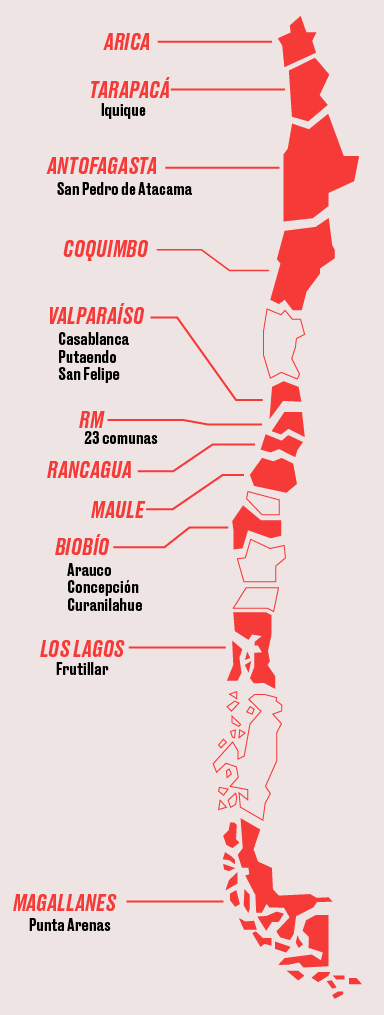 ARICA
TARAPACÁ
Iquique
ANTOFAGASTA
San Pedro de Atacama
COQUIMBO
VALPARAÍSO
Casablanca
Putaendo
San Felipe
RM
23 comunas
RANCAGUA
MAULE
BIOBÍO
Arauco
Concepción
Curanilahue
LOS LAGOS
Frutillar
MAGALLANES
Punta Arenas